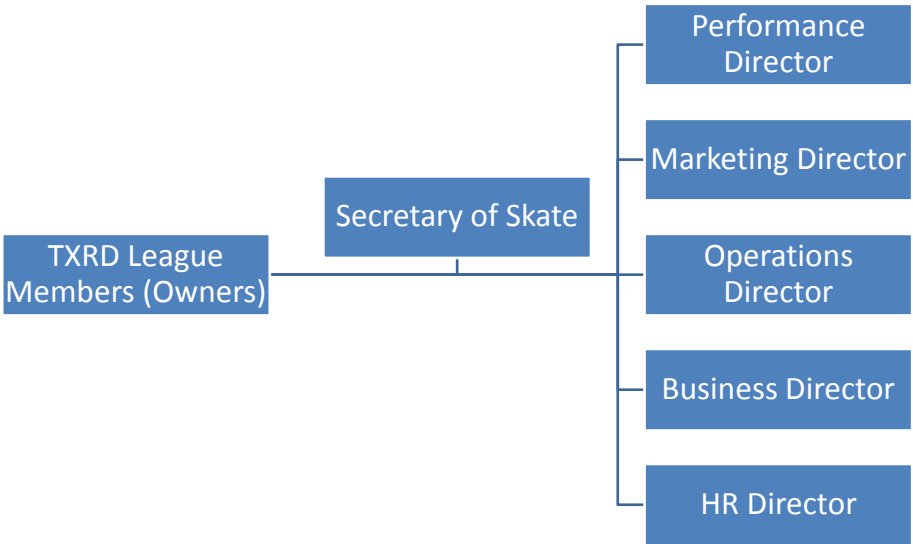 TXRD League
Members (Owners)
Secretary of Skate
Performance
Director
Marketing Director
Operations
Director
Business Director
HR Director